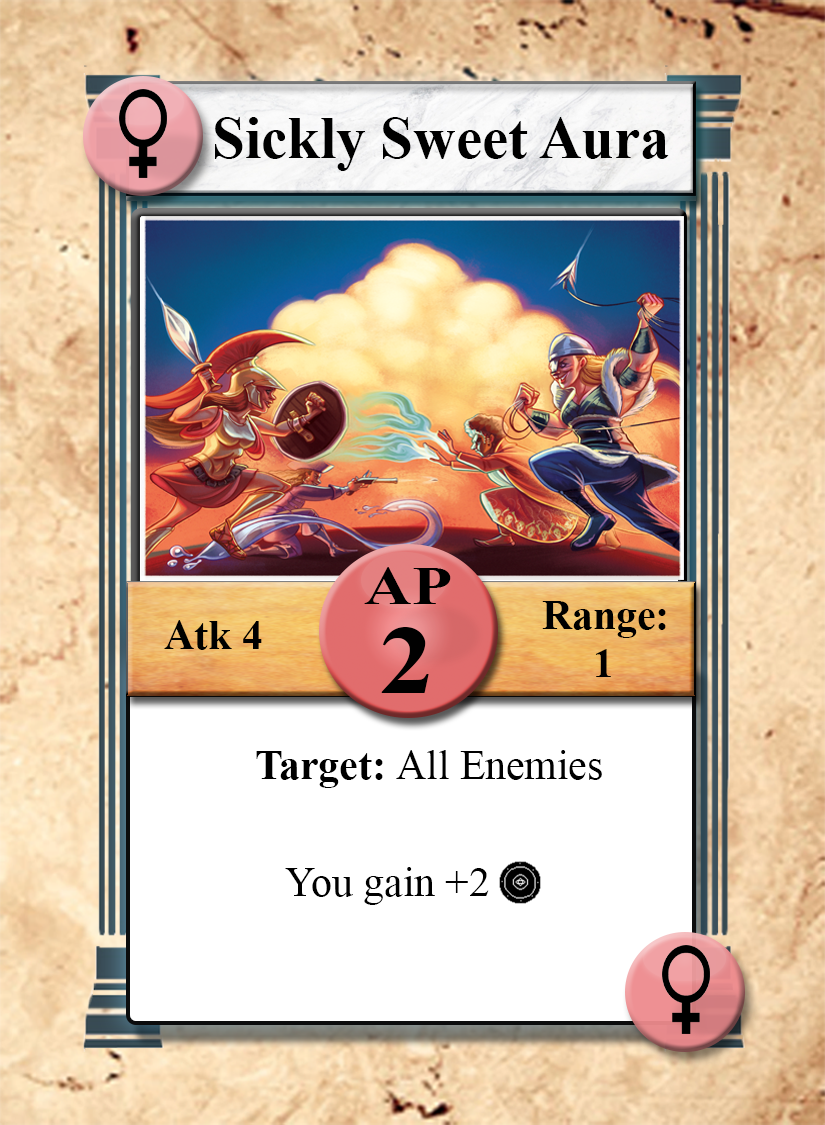 Sickly Sweet Aura
Atk 4
AP
2
Range:
1
Target: All Enemies
You gain +2